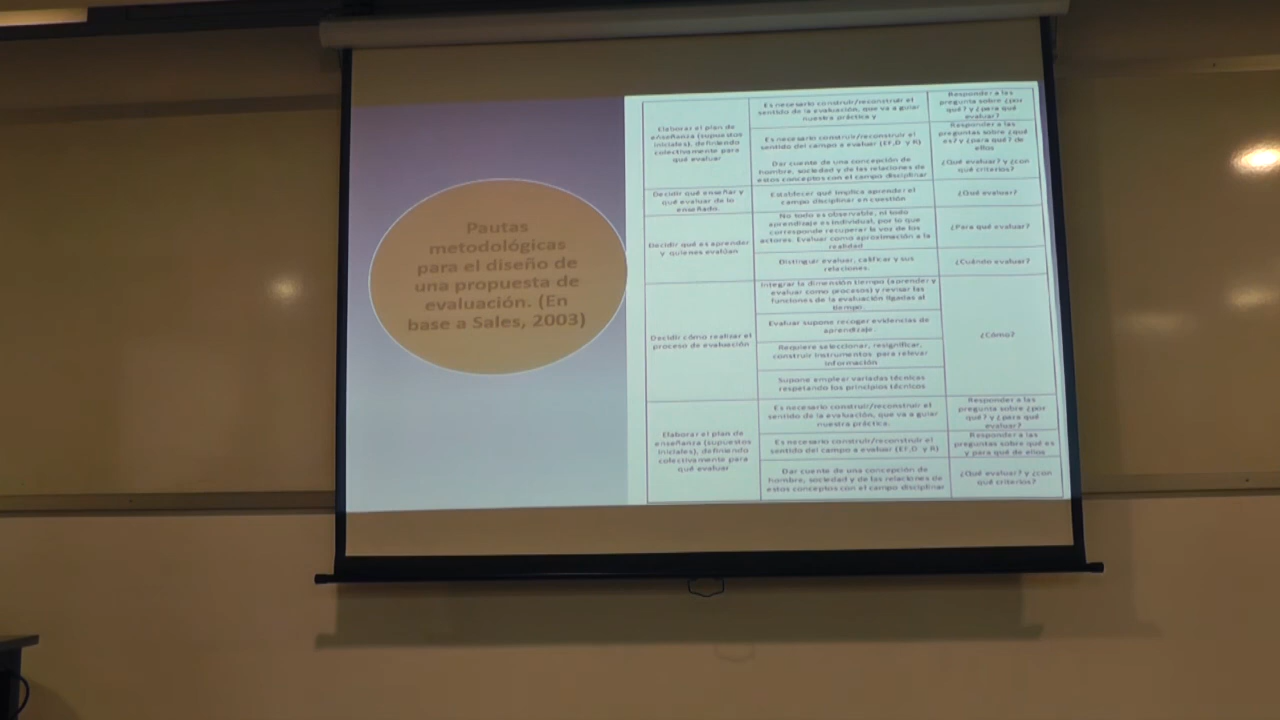 Pautas
metodológicas
para el diseño de
una propuesta de
evaluación. (En
base a Sales, 2003)
Elaborar el plan de
enseñanza (supuestos
iniciales), definiendo
colectivamente para
qué evaluar
Es necesario construir/reconstruir el
sentido de la evaluación, que va a guiar
nuestra práctica y
Responder a las
pregunta sobre ¿por
qué? y ¿para qué
evaluar?
Es necesario construir/reconstruir el
sentido del campo a evaluar (EF,D y R)
Responder a las
preguntas sobre ¿qué
es? y ¿para qué? de
ellos
Dar cuente de una concepción de
hombre, sociedad y de las relaciones de
estos conceptos con el campo disciplinar
¿Qué evaluar? y ¿con
qué criterios?
Decidir qué enseñar y
qué evaluar de lo
enseñado.
Establecer qué implica aprender el
campo disciplinar en cuestión
¿Qué evaluar?
Decidir qué es aprender
y quienes evalúan
No todo es observable, ni todo
aprendizaje es individual, por lo que
corresponde recuperar la voz de los
actores. Evaluar como aproximación a la
realidad
¿Para qué evaluar?
Distinguir evaluar, calificar y sus
relaciones.
¿Cuándo evaluar?
Decidir cómo realizar el
proceso de evaluación
Integrar la dimensión tiempo (aprender y
evaluar como procesos) y revisar las
funciones de la evaluación ligadas al
tiempo.
Evaluar supone recoger evidencias de
aprendizaje.
Requiere seleccionar, resignificar,
construir instrumentos para relevar
información
Supone emplear variadas técnicas
respetando los principios técnicos
¿Cómo?
Elaborar el plan de
enseñanza (supuestos
iniciales), definiendo
colectivamente para
qué evaluar
Es necesario construir/reconstruir el
sentido de la evaluación, que va a guiar
nuestra práctica.
Responder a las
pregunta sobre ¿por
qué? y ¿para qué
evaluar?
Es necesario construir/reconstruir el
sentido del campo a evaluar (EF,D y R)
Responder a las
preguntas sobre qué es
y para qué de ellos
Dar cuente de una concepción de
hombre, sociedad y de las relaciones de
estos conceptos con el campo disciplinar
¿Qué evaluar? y ¿con
qué criterios?